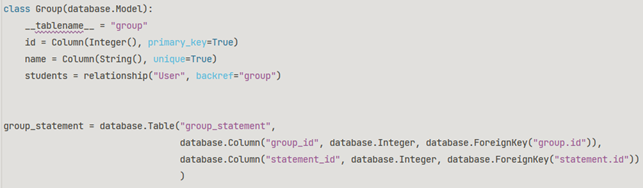 class Group(database.Model):
    __tablename__ = "group"
    id = Column(Integer(), primary_key=True)
    name = Column(String(), unique=True)
    students = relationship("User", backref="group")
group_statement = database.Table("group_statement",
                                 database.Column("group_id", database.Integer, database.ForeignKey("group.id")),
                                 database.Column("statement_id", database.Integer, database.ForeignKey("statement.id"))
                                 )